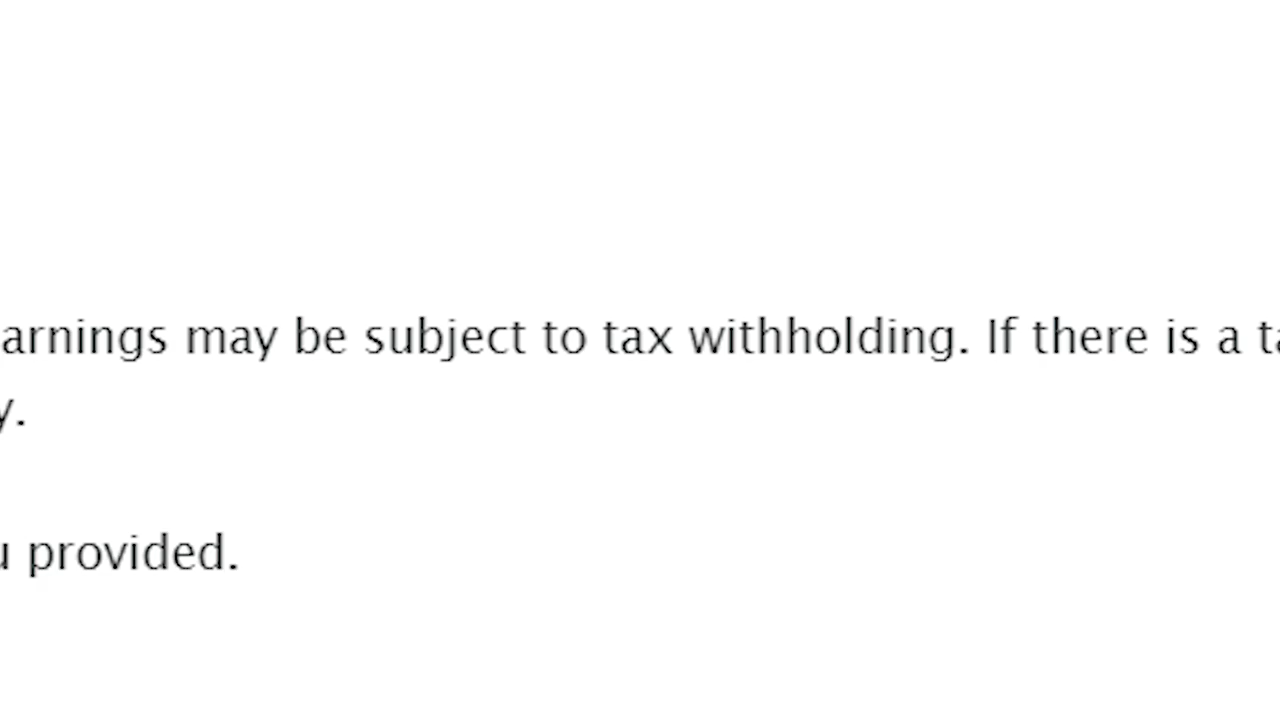 arnings may be subject to tax withholding. If there is a ta
y.
u provided.